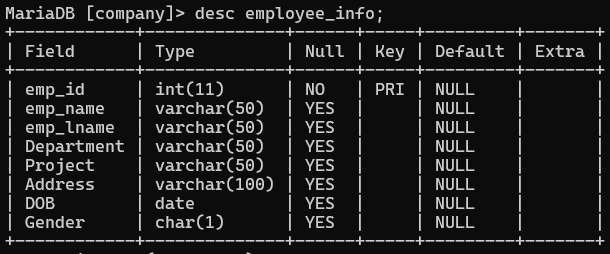 MariaDB [company]> desc employee_info;
+------------+--------------+------+-----+---------+-------+
| Field      | Type         | Null | Key | Default | Extra |
+------------+--------------+------+-----+---------+-------+
| emp_id     | int(11)      | NO   | PRI | NULL    |       |
| emp_name   | varchar(50)  | YES  |     | NULL    |       |
| emp_lname  | varchar(50)  | YES  |     | NULL    |       |
| Department | varchar(50)  | YES  |     | NULL    |       |
| Project    | varchar(50)  | YES  |     | NULL    |       |
| Address    | varchar(100) | YES  |     | NULL    |       |
| DOB        | date         | YES  |     | NULL    |       |
| Gender     | char(1)      | YES  |     | NULL    |       |
+------------+--------------+------+-----+---------+-------+